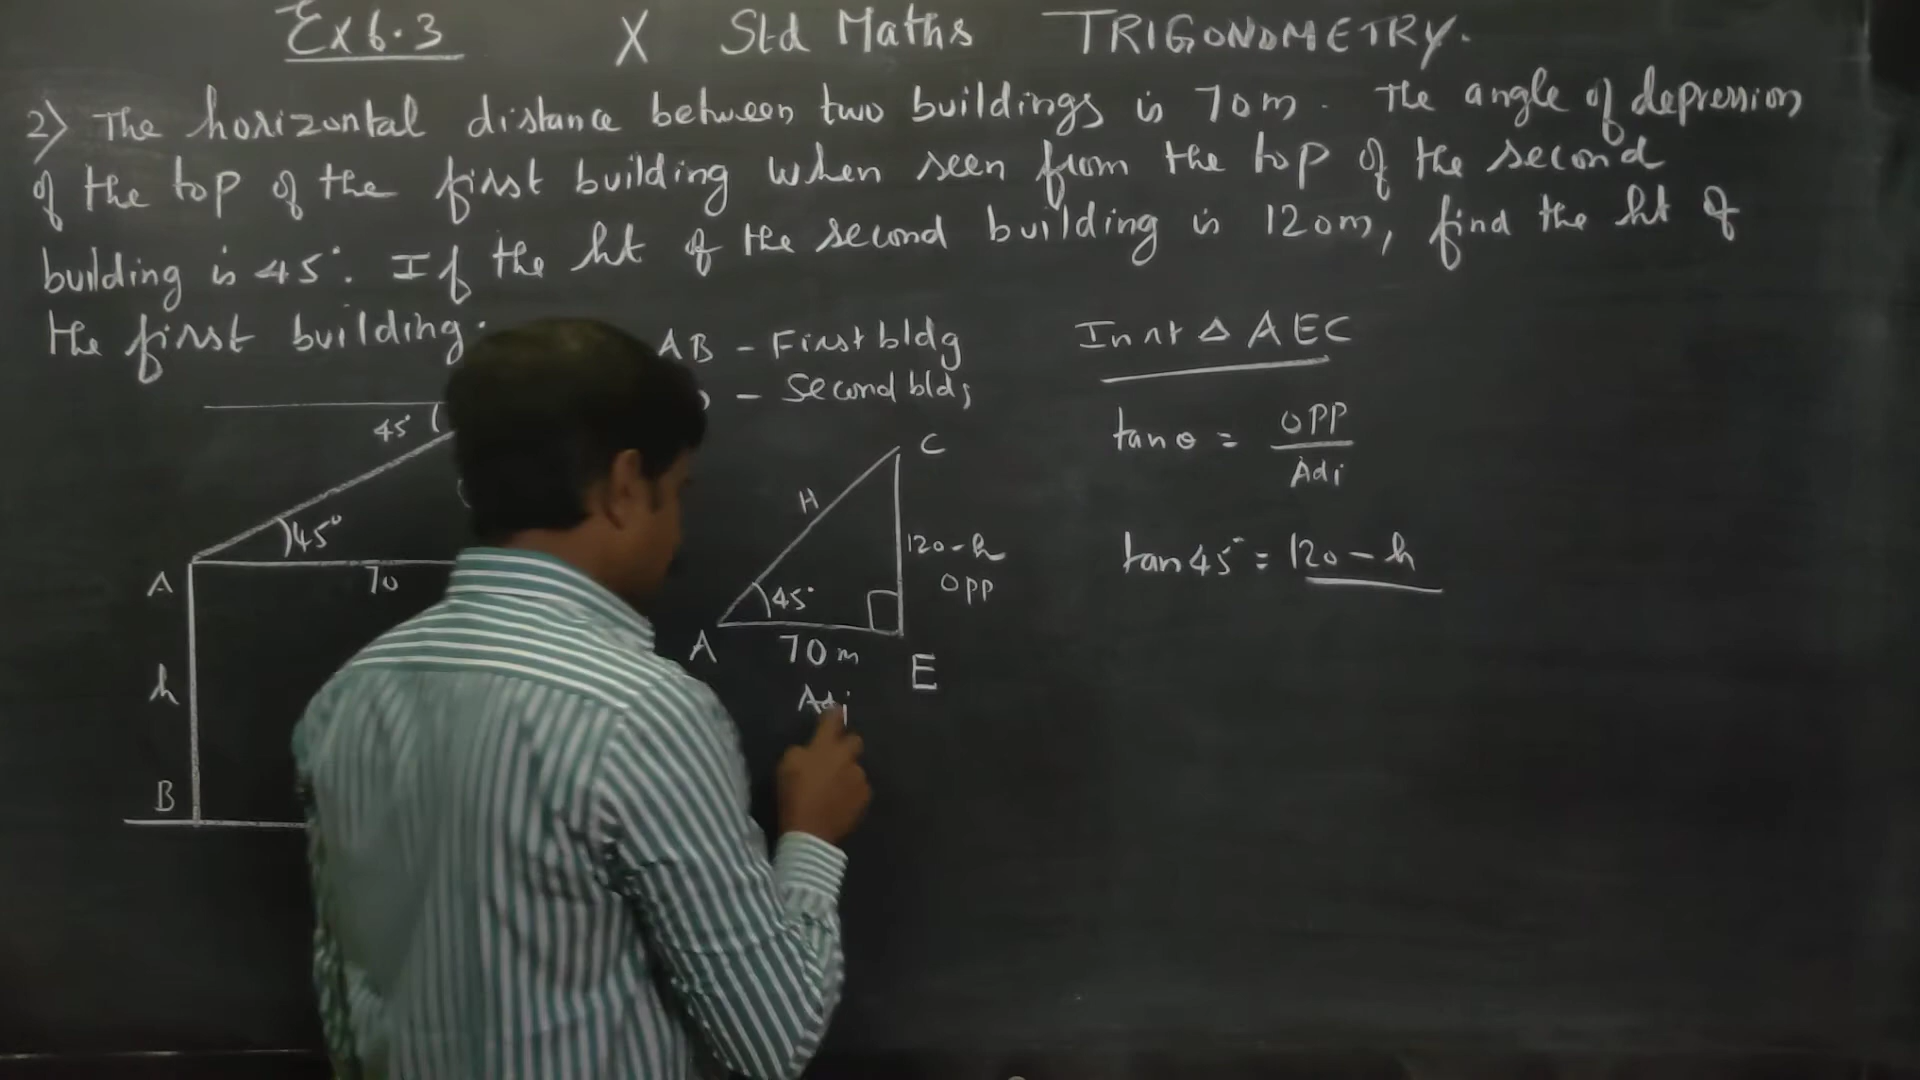 Ex 6.3 X Std Maths TRIGONOMETRY.
2) The horizontal distance between two buildings is 70m. The angle of depression
of the top of the first building when seen from the top of the second
building is 45°. If the ht of the second building is 120m, find the ht of
the first building.
AB - First bldg
- Second bldg
In rt Δ AEC
tan θ = OPP
Adj
45°
C
H
45°
120-h
OPP
tan 45° = 120 - h
A
70
45°
A
70m
E
Adj
h
B